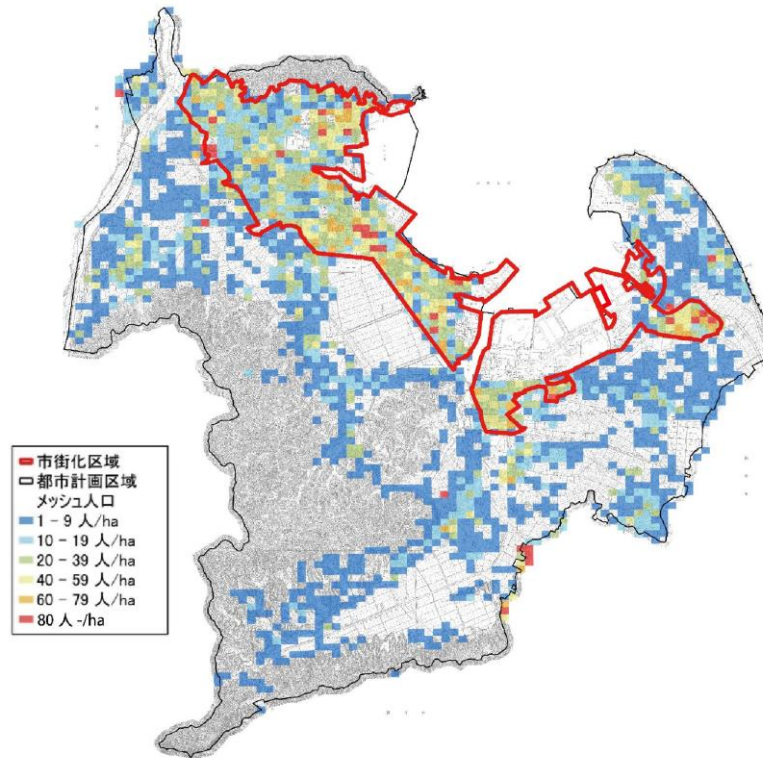 市街化区域
都市計画区域
メッシュ人口
1 - 9 人/ha
10 - 19 人/ha
20 - 39 人/ha
40 - 59 人/ha
60 - 79 人/ha
80 人 -/ha